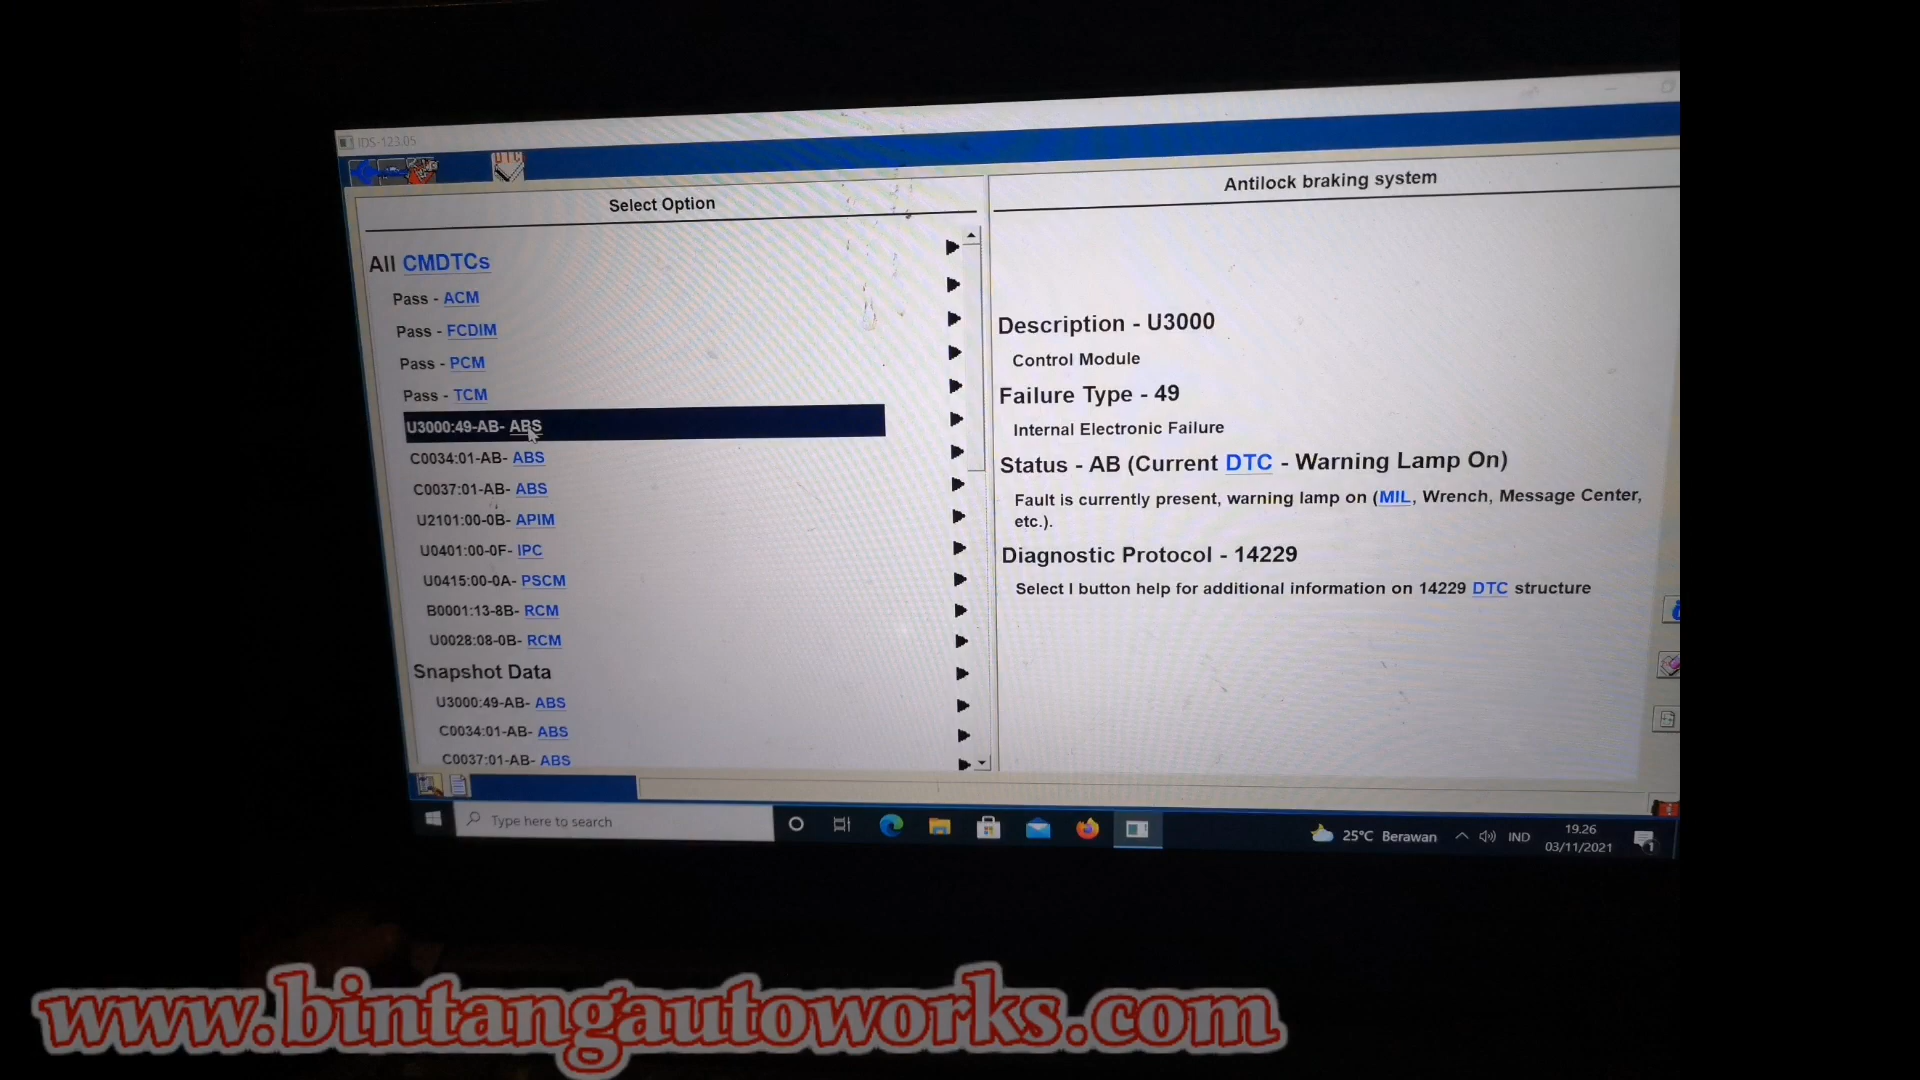 IDS-123.05
DTC
Select Option
All CMDTCs
Pass - ACM
Pass - FCDIM
Pass - PCM
Pass - TCM
U3000:49-AB- ABS
C0034:01-AB- ABS
C0037:01-AB- ABS
U2101:00-0B- APIM
U0401:00-0F- IPC
U0415:00-0A- PSCM
B0001:13-8B- RCM
U0028:08-0B- RCM
Snapshot Data
U3000:49-AB- ABS
C0034:01-AB- ABS
C0037:01-AB- ABS
Antilock braking system
Description - U3000
Control Module
Failure Type - 49
Internal Electronic Failure
Status - AB (Current DTC - Warning Lamp On)
Fault is currently present, warning lamp on (MIL, Wrench, Message Center,
etc.).
Diagnostic Protocol - 14229
Select I button help for additional information on 14229 DTC structure
Type here to search
25°C Berawan
IND
19.26
03/11/2021
1
www.bintangautoworks.com